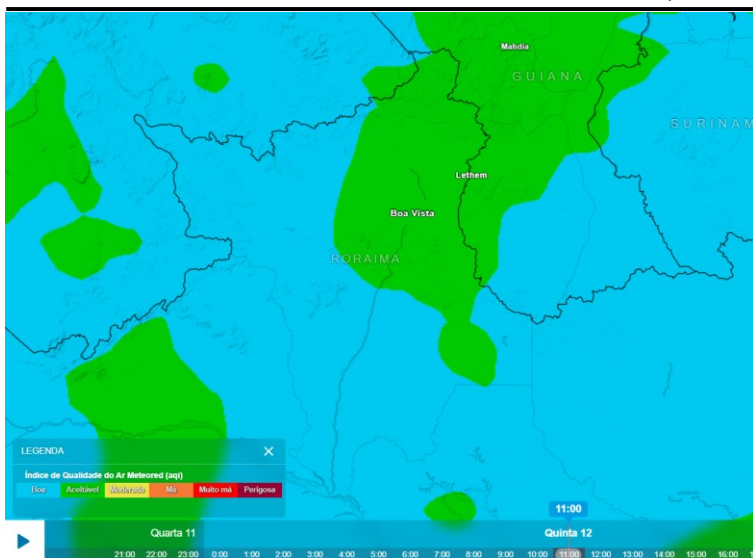 Mahdia
GUIANA
SURINAM
Lethem
Boa Vista
RORAIMA
LEGENDA
Índice de Qualidade do Ar Meteored (aqi)
Boa Aceitável Moderada Má Muito má Perigosa
11:00
Quarta 11 Quinta 12
21:00 22:00 23:00 0:00 1:00 2:00 3:00 4:00 5:00 6:00 7:00 8:00 9:00 10:00 11:00 12:00 13:00 14:00 15:00 16:00